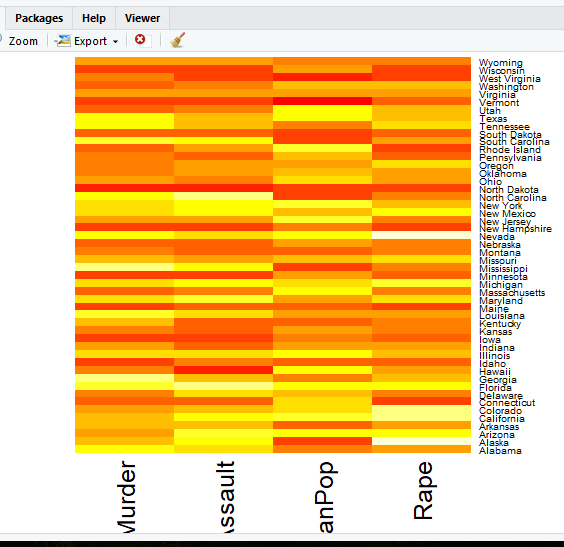 Packages Help Viewer
Zoom Export
Wyoming
Wisconsin
West Virginia
Washington
Virginia
Vermont
Utah
Texas
Tennessee
South Dakota
South Carolina
Rhode Island
Pennsylvania
Oregon
Oklahoma
Ohio
North Dakota
North Carolina
New York
New Mexico
New Jersey
New Hampshire
Nevada
Nebraska
Montana
Missouri
Mississippi
Minnesota
Michigan
Massachusetts
Maryland
Maine
Louisiana
Kentucky
Kansas
Iowa
Indiana
Illinois
Idaho
Hawaii
Georgia
Florida
Delaware
Connecticut
Colorado
California
Arkansas
Arizona
Alaska
Alabama
Murder
Assault
anPop
Rape